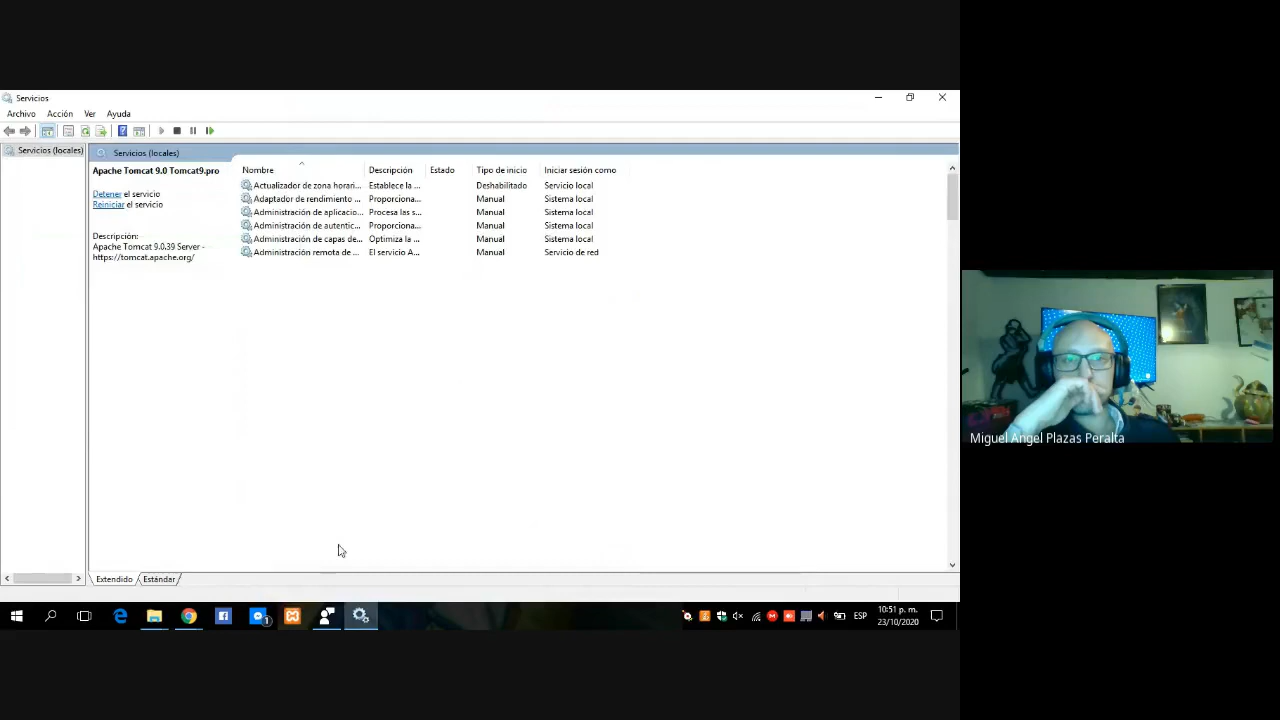 Servicios
Archivo Acción Ver Ayuda
Servicios (locales)
Servicios (locales)
Apache Tomcat 9.0 Tomcat9.pro
Detener el servicio
Reiniciar el servicio
Descripción:
Apache Tomcat 9.0.39 Server -
https://tomcat.apache.org/
Nombre Descripción Estado Tipo de inicio Iniciar sesión como
Actualizador de zona horari... Establece la ... Deshabilitado Servicio local
Adaptador de rendimiento ... Proporciona... Manual Sistema local
Administración de aplicacio... Procesa las s... Manual Sistema local
Administración de autentic... Proporciona... Manual Sistema local
Administración de capas de... Optimiza la ... Manual Sistema local
Administración remota de ... El servicio A... Manual Servicio de red
Extendido Estándar
1
ESP
10:51 p. m.
23/10/2020
Miguel Angel Plazas Peralta